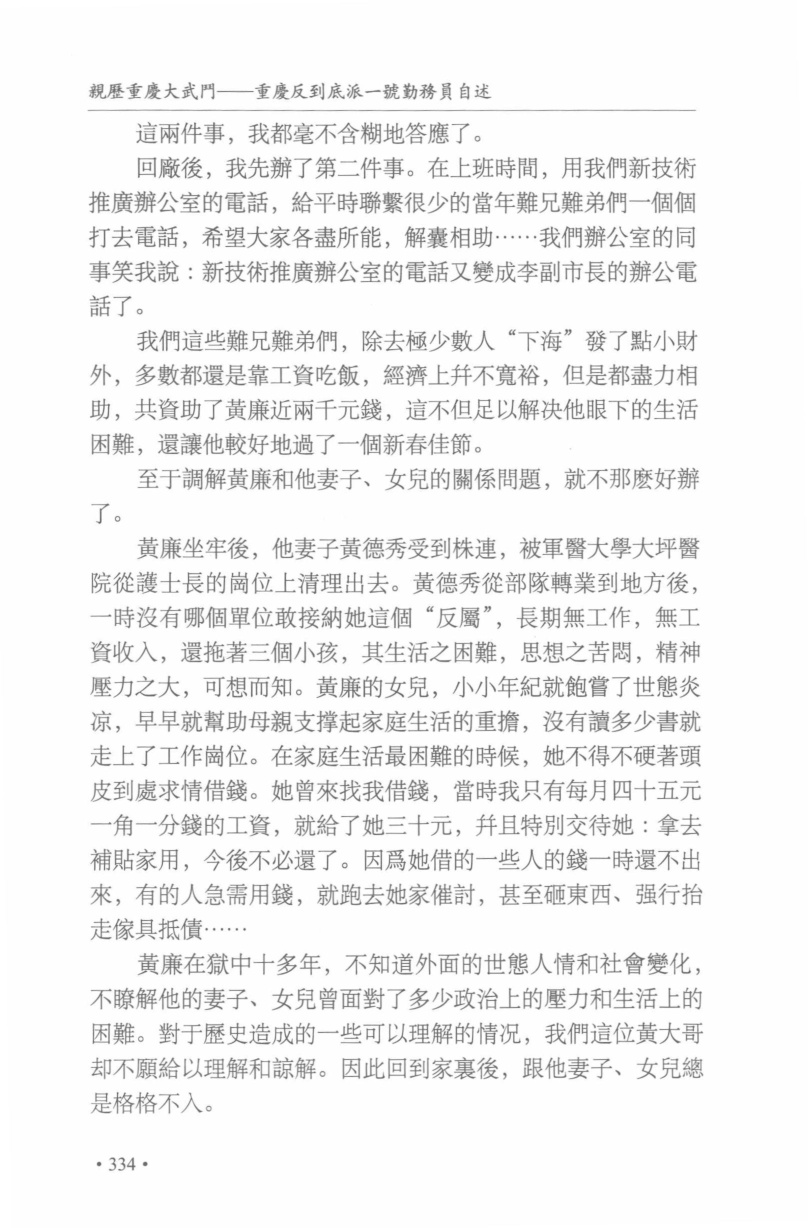 親歷重慶大武鬥——重慶反到底派一號勤務員自述
這兩件事，我都毫不含糊地答應了。
回廠後，我先辦了第二件事。在上班時間，用我們新技術
推廣辦公室的電話，給平時聯繫很少的當年難兄難弟們一個個
打去電話，希望大家各盡所能，解囊相助……我們辦公室的同
事笑我說：新技術推廣辦公室的電話又變成李副市長的辦公電
話了。
我們這些難兄難弟們，除去極少數人“下海”發了點小財
外，多數都還是靠工資吃飯，經濟上幷不寬裕，但是都盡力相
助，共資助了黃廉近兩千元錢，這不但足以解决他眼下的生活
困難，還讓他較好地過了一個新春佳節。
至于調解黃廉和他妻子、女兒的關係問題，就不那麽好辦
了。
黃廉坐牢後，他妻子黃德秀受到株連，被軍醫大學大坪醫
院從護士長的崗位上清理出去。黃德秀從部隊轉業到地方後，
一時沒有哪個單位敢接納她這個“反屬”，長期無工作，無工
資收入，還拖著三個小孩，其生活之困難，思想之苦悶，精神
壓力之大，可想而知。黃廉的女兒，小小年紀就飽嘗了世態炎
凉，早早就幫助母親支撑起家庭生活的重擔，沒有讀多少書就
走上了工作崗位。在家庭生活最困難的時候，她不得不硬著頭
皮到處求情借錢。她曾來找我借錢，當時我只有每月四十五元
一角一分錢的工資，就給了她三十元，幷且特別交待她：拿去
補貼家用，今後不必還了。因爲她借的一些人的錢一時還不出
來，有的人急需用錢，就跑去她家催討，甚至砸東西、强行抬
走傢具抵債……
黃廉在獄中十多年，不知道外面的世態人情和社會變化，
不瞭解他的妻子、女兒曾面對了多少政治上的壓力和生活上的
困難。對于歷史造成的一些可以理解的情况，我們這位黃大哥
却不願給以理解和諒解。因此回到家裏後，跟他妻子、女兒總
是格格不入。
·334·